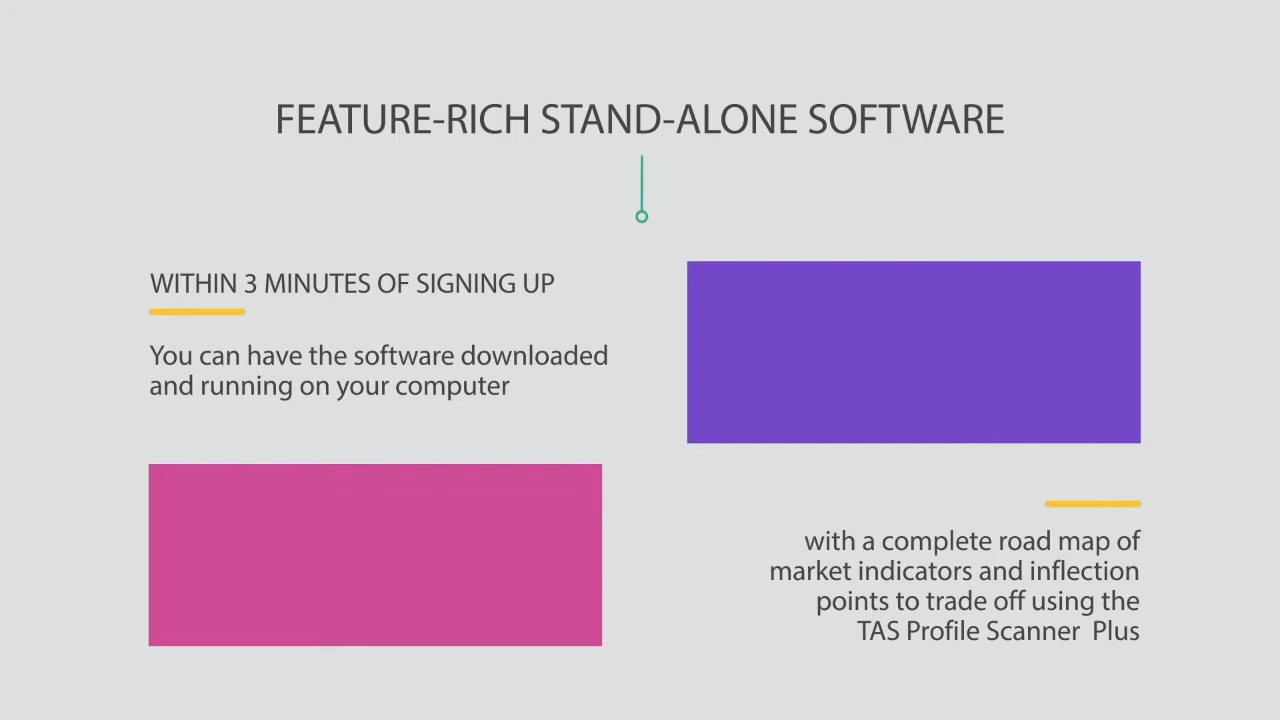 FEATURE-RICH STAND-ALONE SOFTWARE
WITHIN 3 MINUTES OF SIGNING UP
You can have the software downloaded
and running on your computer
with a complete road map of
market indicators and inflection
points to trade off using the
TAS Profile Scanner  Plus